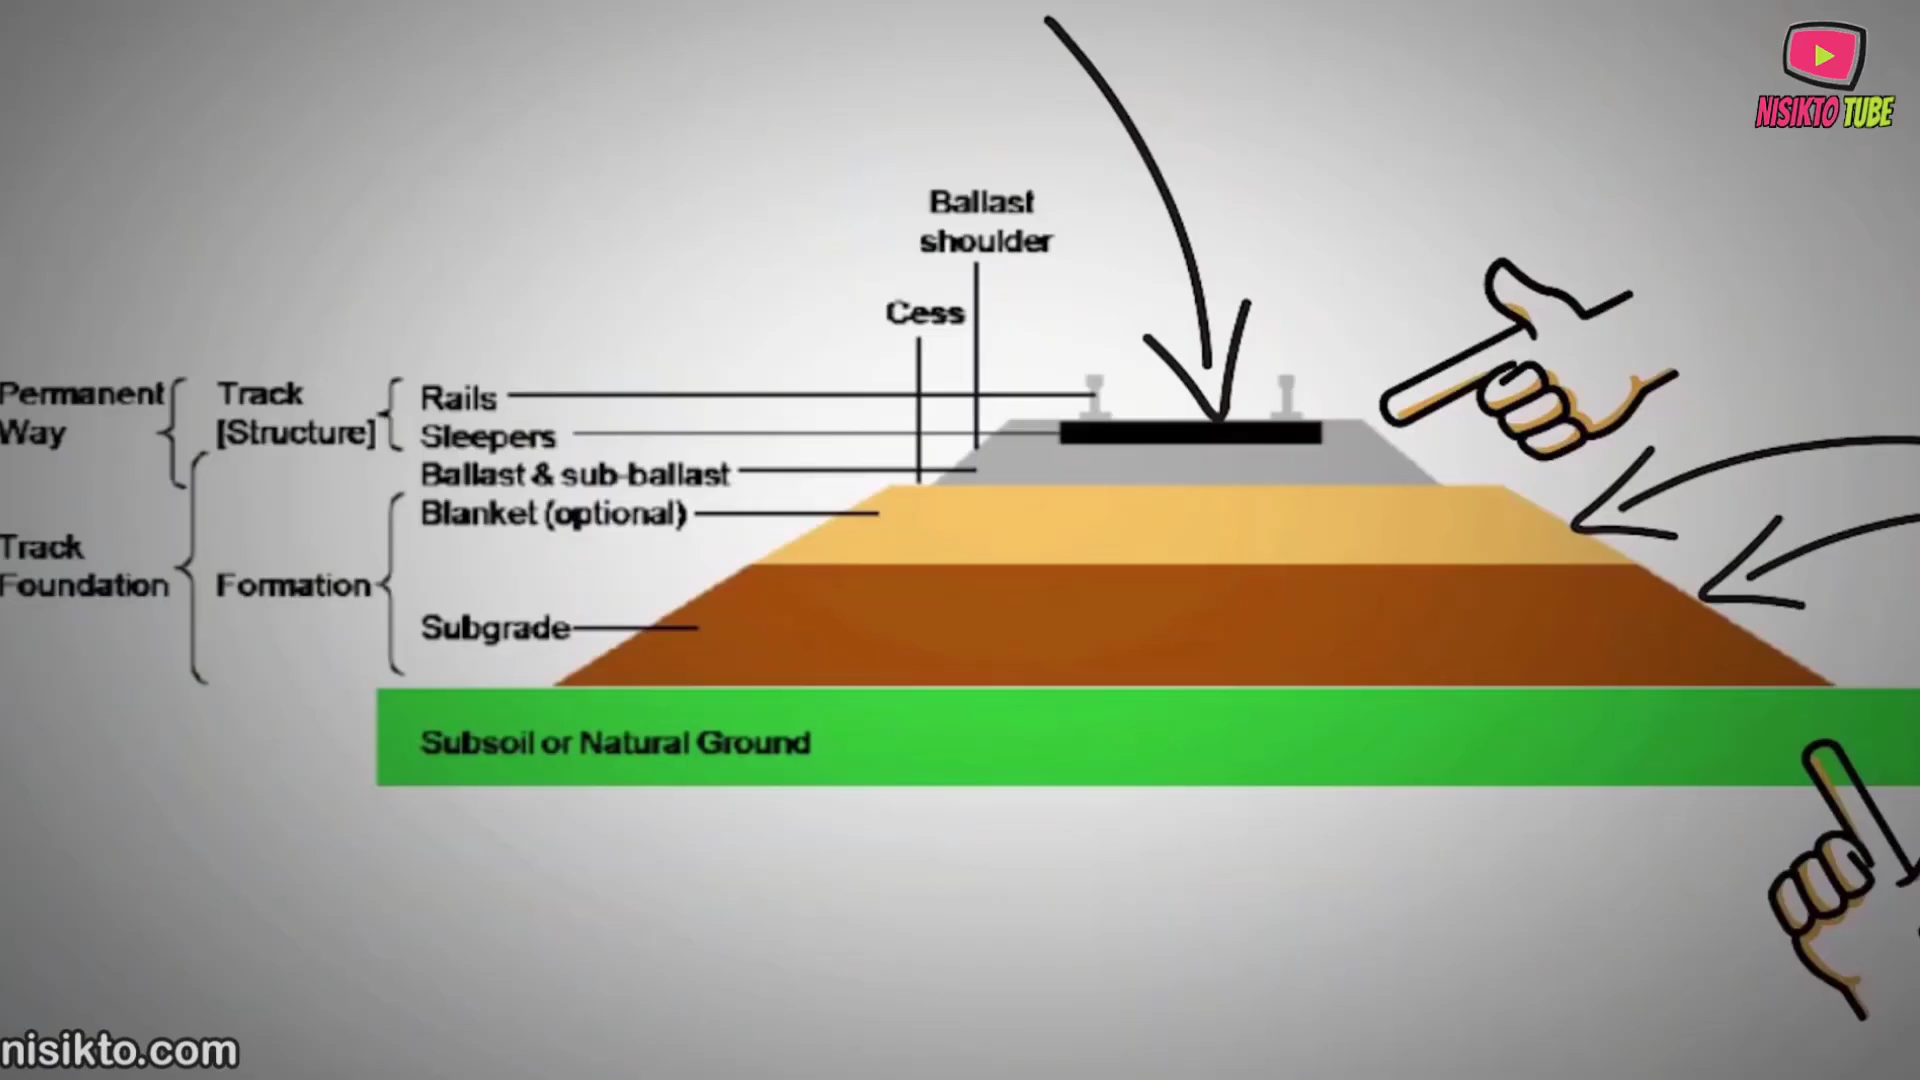 NISIKTO TUBE
Ballast
shoulder
Cess
Permanent
Way
Track
[Structure]
Rails
Sleepers
Ballast & sub-ballast
Blanket (optional)
Track
Foundation
Formation
Subgrade
Subsoil or Natural Ground
nisikto.com